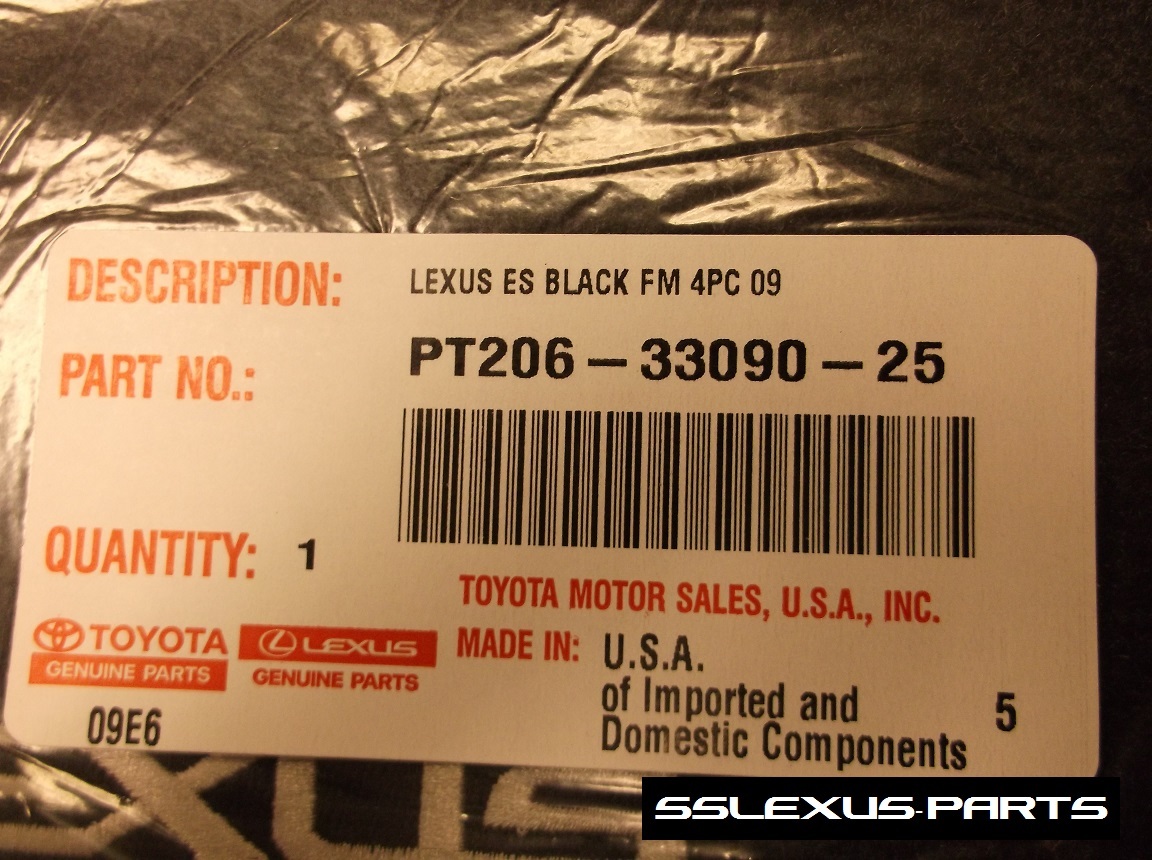 DESCRIPTION: LEXUS ES BLACK FM 4PC 09
PART NO.: PT206-33090-25
QUANTITY: 1
TOYOTA MOTOR SALES, U.S.A., INC.
TOYOTA
GENUINE PARTS
LEXUS
GENUINE PARTS
MADE IN: U.S.A.
of Imported and
Domestic Components
5
09E6
EXUS
SSLEXUS-PARTS